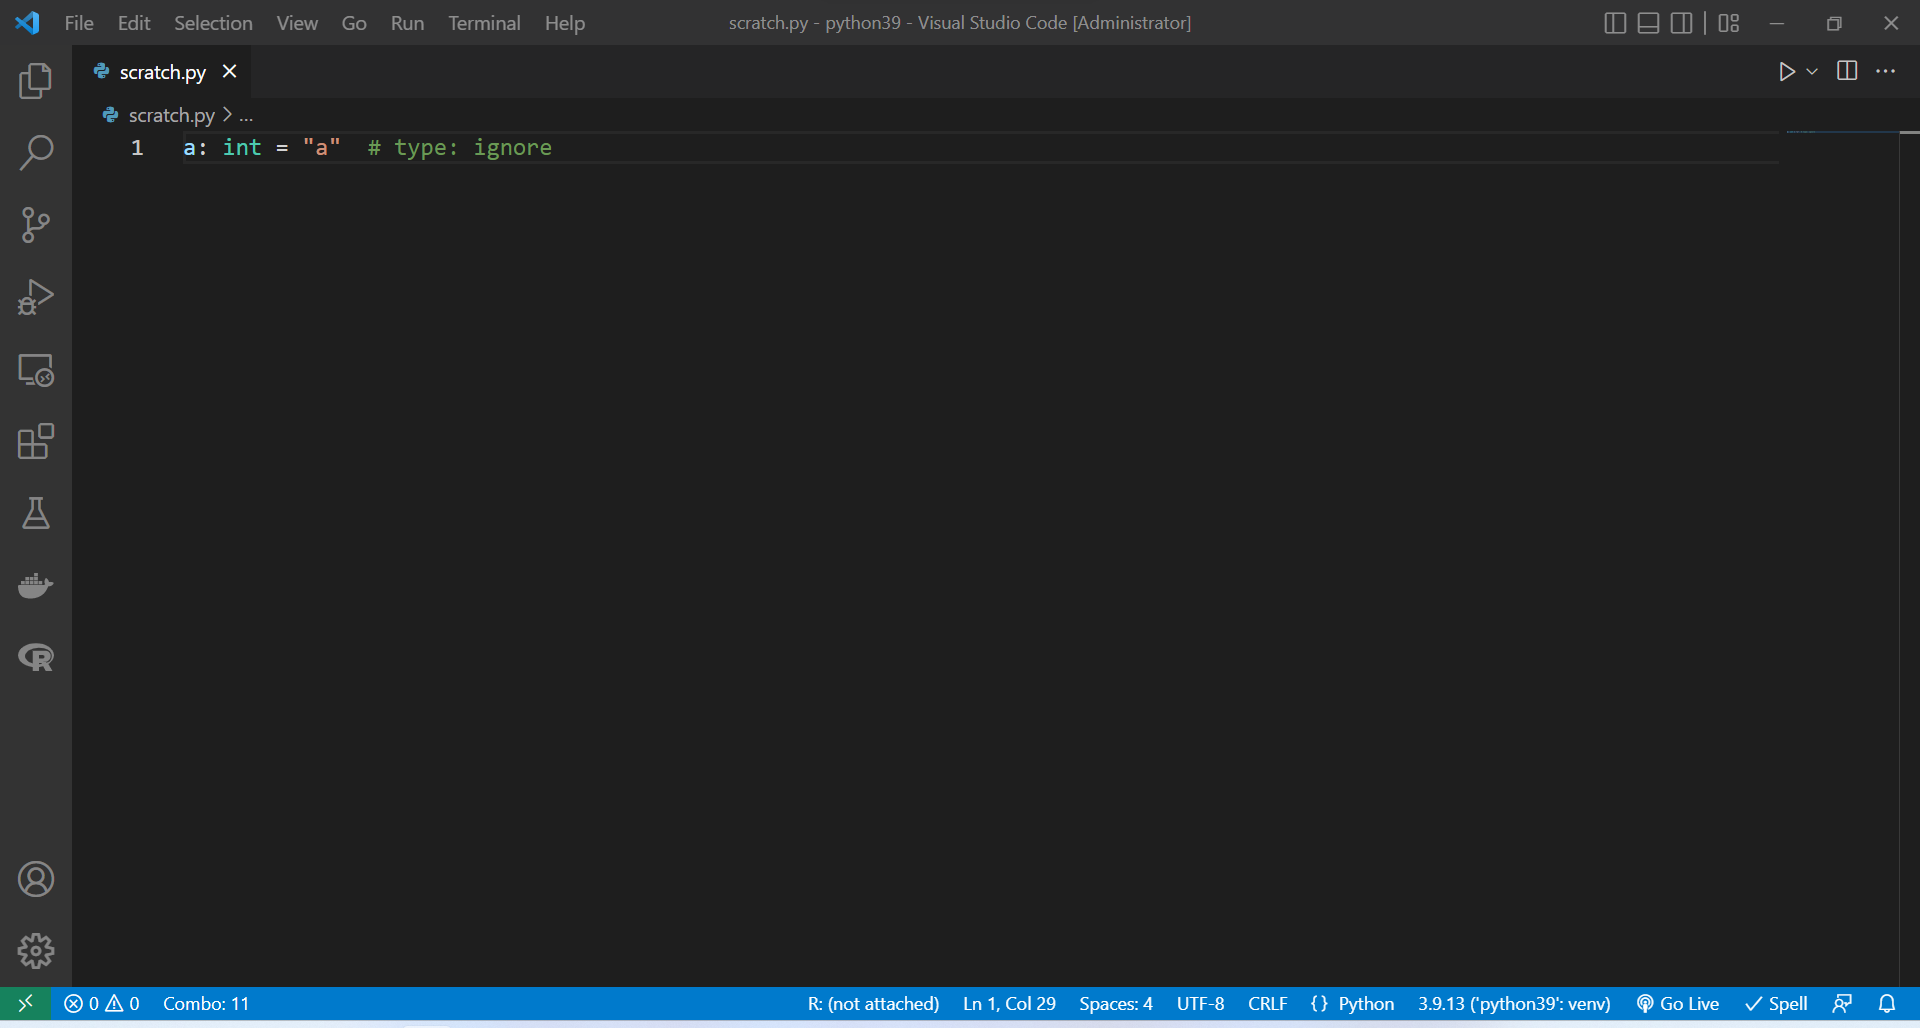 File Edit Selection View Go Run Terminal Help scratch.py - python39 - Visual Studio Code [Administrator]
scratch.py
scratch.py > ...
1 a: int = "a"  # type: ignore
0 0 Combo: 11 R: (not attached) Ln 1, Col 29 Spaces: 4 UTF-8 CRLF {} Python 3.9.13 ('python39': venv) Go Live Spell